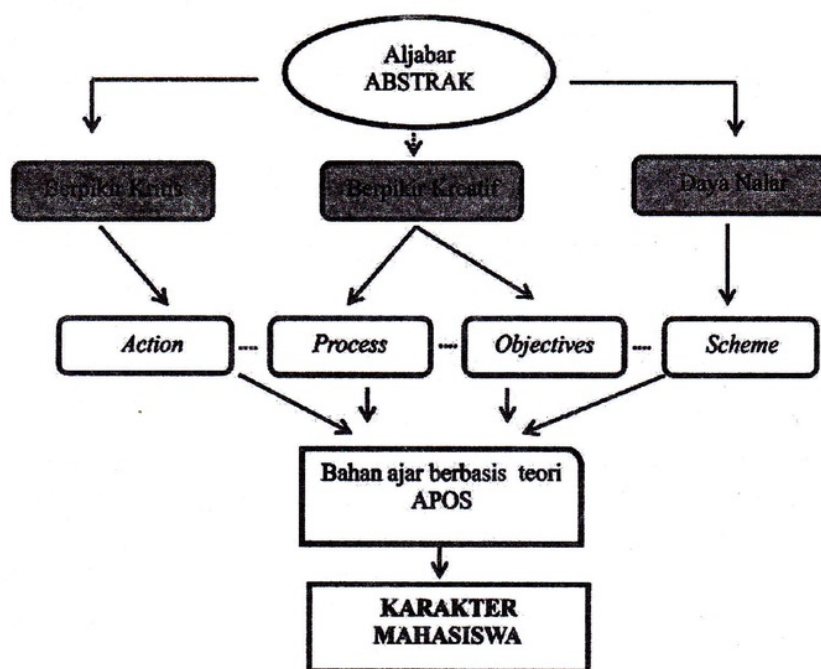 Aljabar
ABSTRAK
Berpikir Kritis
Berpikir Kreatif
Daya Nalar
Action
Process
Objectives
Scheme
Bahan ajar berbasis teori
APOS
KARAKTER
MAHASISWA